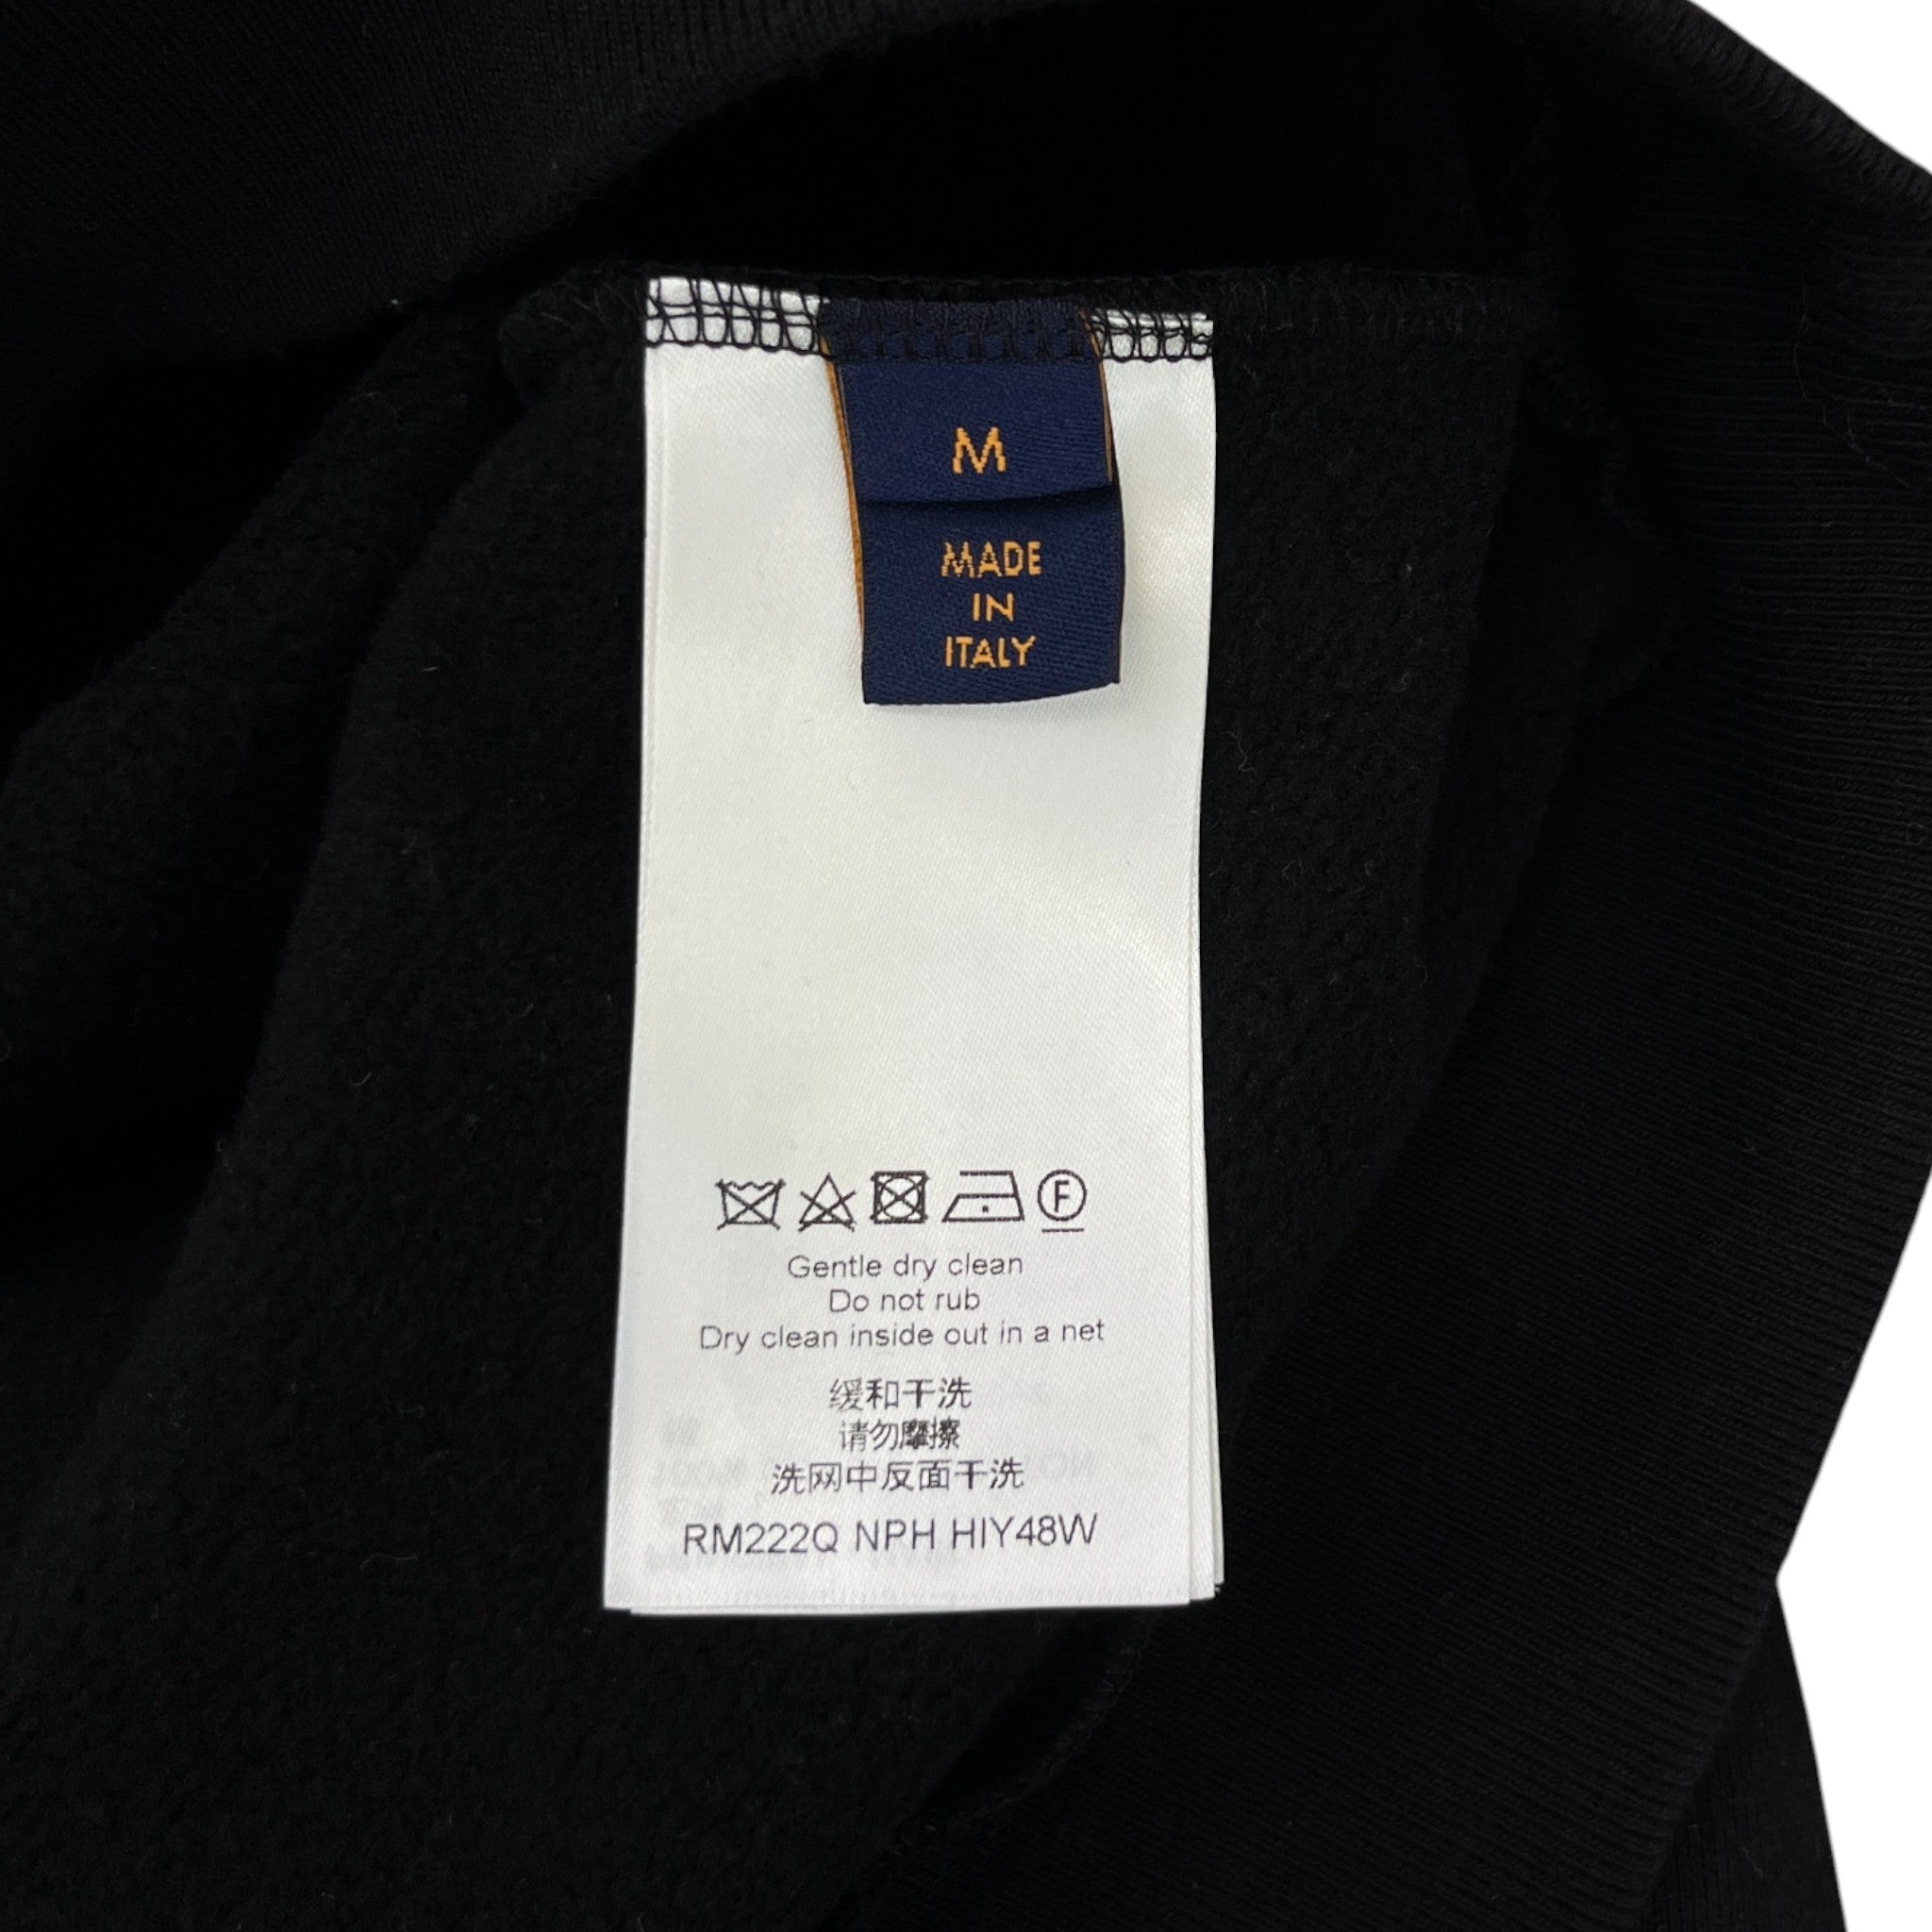 M
MADE
IN
ITALY
F
Gentle dry clean
Do not rub
Dry clean inside out in a net
缓和干洗
请勿摩擦
洗网中反面干洗
RM222Q NPH HIY48W